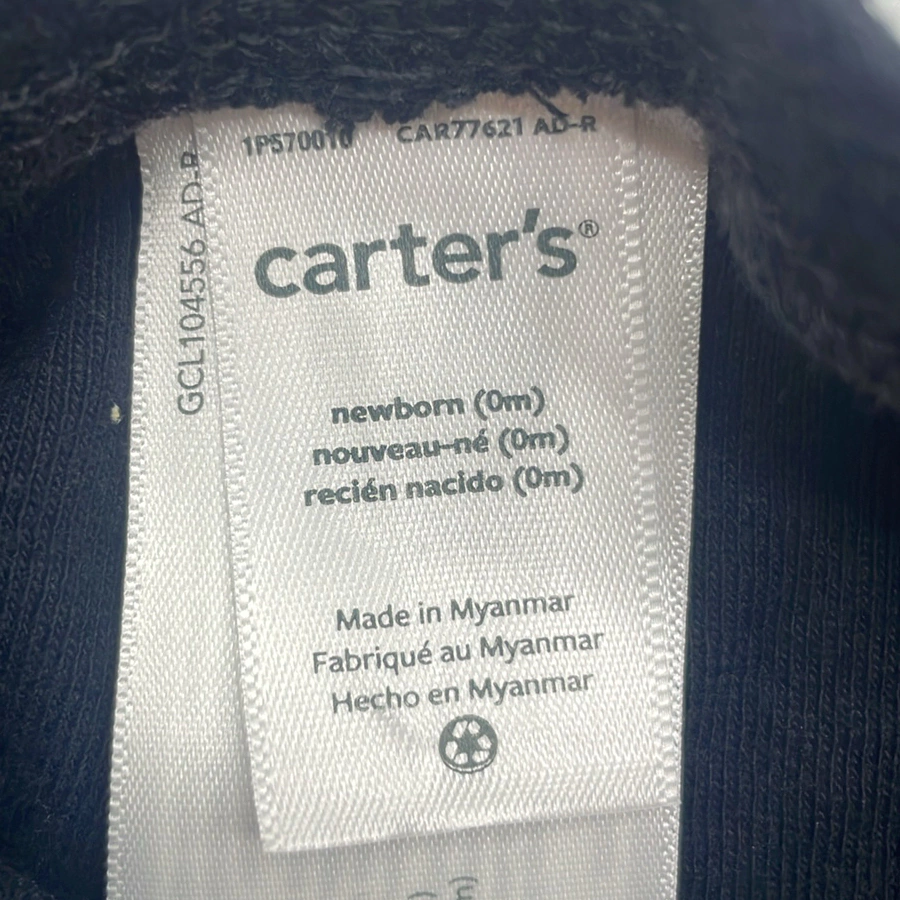 1P570010 CAR77621 AD-R
GCL104556 AD-R
carter's®
newborn (0m)
nouveau-né (0m)
recién nacido (0m)
Made in Myanmar
Fabriqué au Myanmar
Hecho en Myanmar